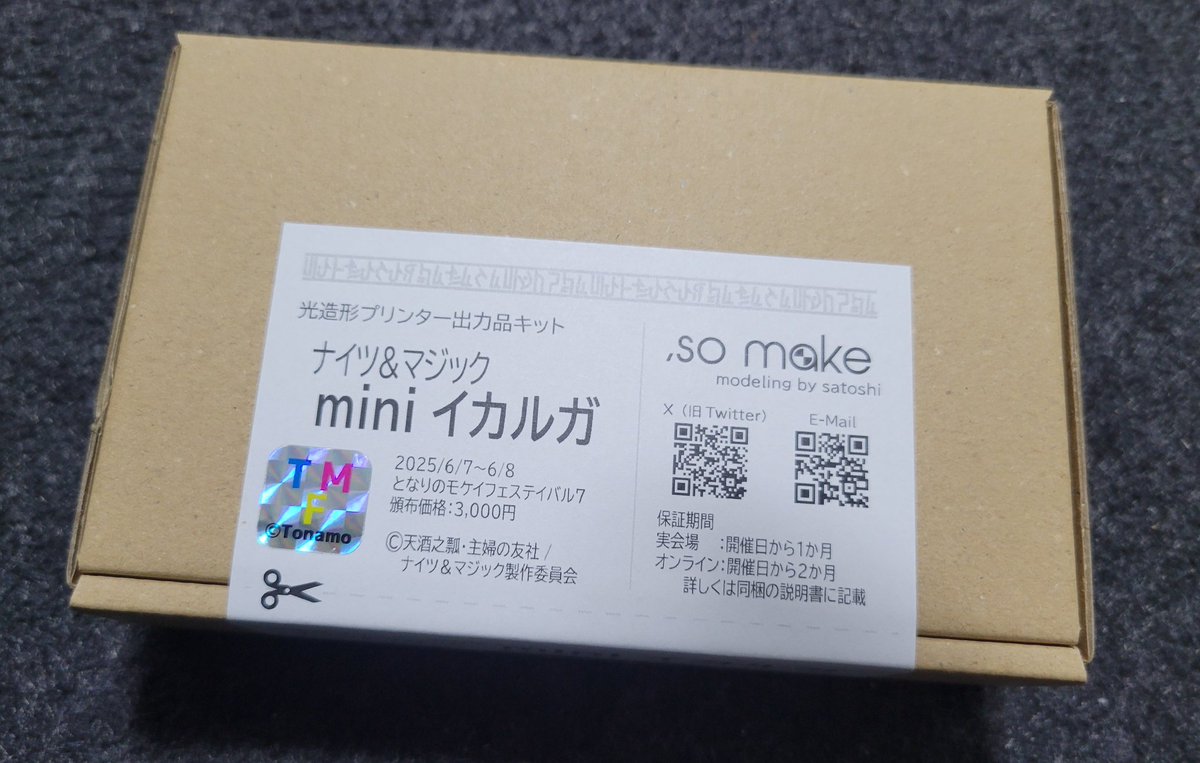 光造形プリンター出力品キット
ナイツ&マジック
mini イカルガ
TM
F
©Tonamo
2025/6/7~6/8
となりのモケイフェスティバル7
頒布価格:3,000円
Ⓒ天酒之瓢・主婦の友社 /
ナイツ&マジック製作委員会
,so make
modeling by satoshi
X (旧Twitter)
E-Mail
保証期間
実会場 :開催日から1か月
オンライン:開催日から2か月
詳しくは同梱の説明書に記載